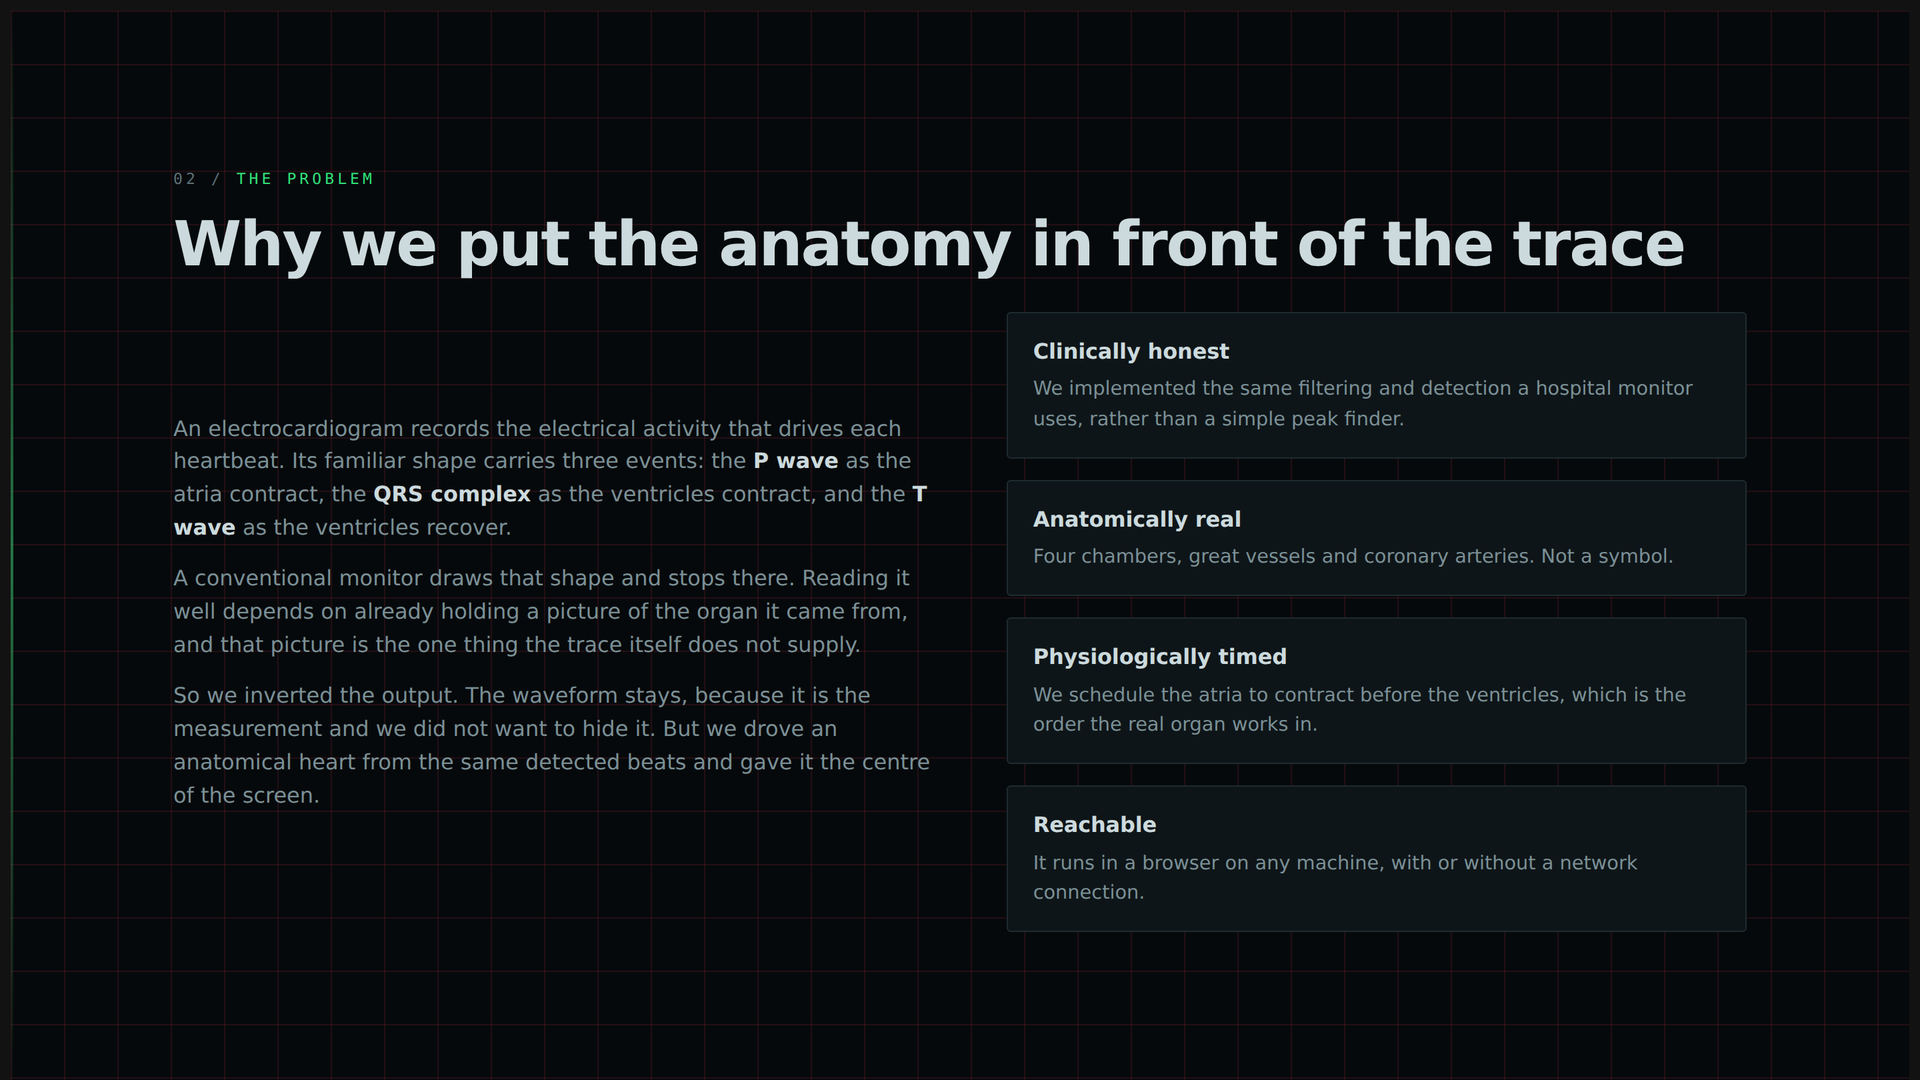 02 / THE PROBLEM
Why we put the anatomy in front of the trace
An electrocardiogram records the electrical activity that drives each
heartbeat. Its familiar shape carries three events: the P wave as the
atria contract, the QRS complex as the ventricles contract, and the T
wave as the ventricles recover.
A conventional monitor draws that shape and stops there. Reading it
well depends on already holding a picture of the organ it came from,
and that picture is the one thing the trace itself does not supply.
So we inverted the output. The waveform stays, because it is the
measurement and we did not want to hide it. But we drove an
anatomical heart from the same detected beats and gave it the centre
of the screen.
Clinically honest
We implemented the same filtering and detection a hospital monitor
uses, rather than a simple peak finder.
Anatomically real
Four chambers, great vessels and coronary arteries. Not a symbol.
Physiologically timed
We schedule the atria to contract before the ventricles, which is the
order the real organ works in.
Reachable
It runs in a browser on any machine, with or without a network
connection.